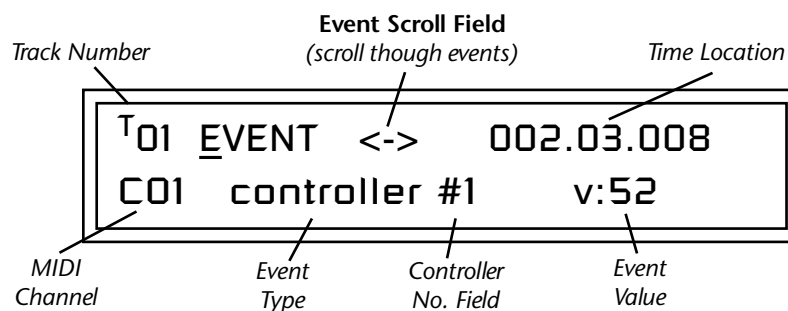 Event Scroll Field
Track Number (scroll though events) Time Location
T01 EVENT <-> 002.03.008
C01 controller #1 v:52
MIDI Channel
Event Type
Controller No. Field
Event Value